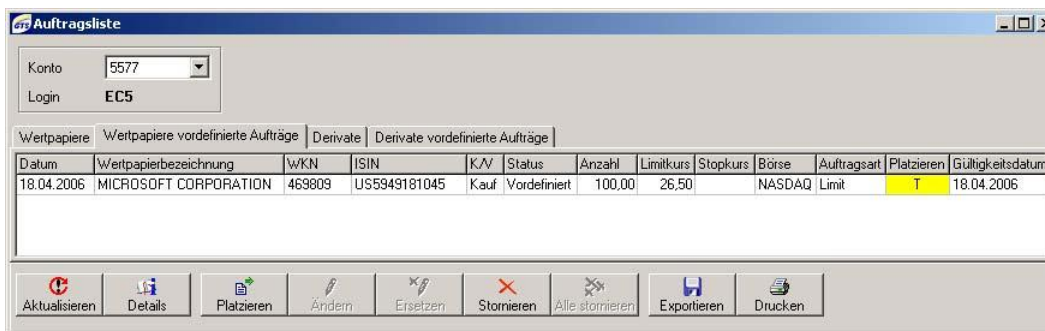 GTS Auftragsliste
Konto 5577
Login EC5
Wertpapiere Wertpapiere vordefinierte Aufträge Derivate Derivate vordefinierte Aufträge
Datum Wertpapierbezeichnung WKN ISIN K/V Status Anzahl Limitkurs Stopkurs Börse Auftragsart Platzieren Gültigkeitsdatum
18.04.2006 MICROSOFT CORPORATION 469809 US5949181045 Kauf Vordefiniert 100,00 26,50 NASDAQ Limit T 18.04.2006
Aktualisieren Details Platzieren Ändern Ersetzen Stornieren Alle stornieren Exportieren Drucken